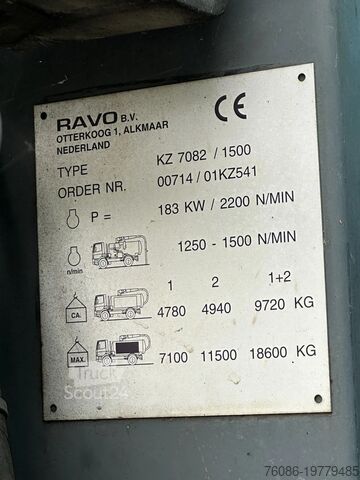 RAVO B.V.
OTTERKOOG 1, ALKMAAR
NEDERLAND
CE
TYPE KZ 7082 / 1500
ORDER NR. 00714 / 01KZ541
P = 183 KW / 2200 N/MIN
n/min 1250 - 1500 N/MIN
1 2 1+2
CA. 4780 4940 9720 KG
MAX. 7100 11500 18600 KG
Truck
Scout24
76086-19779485